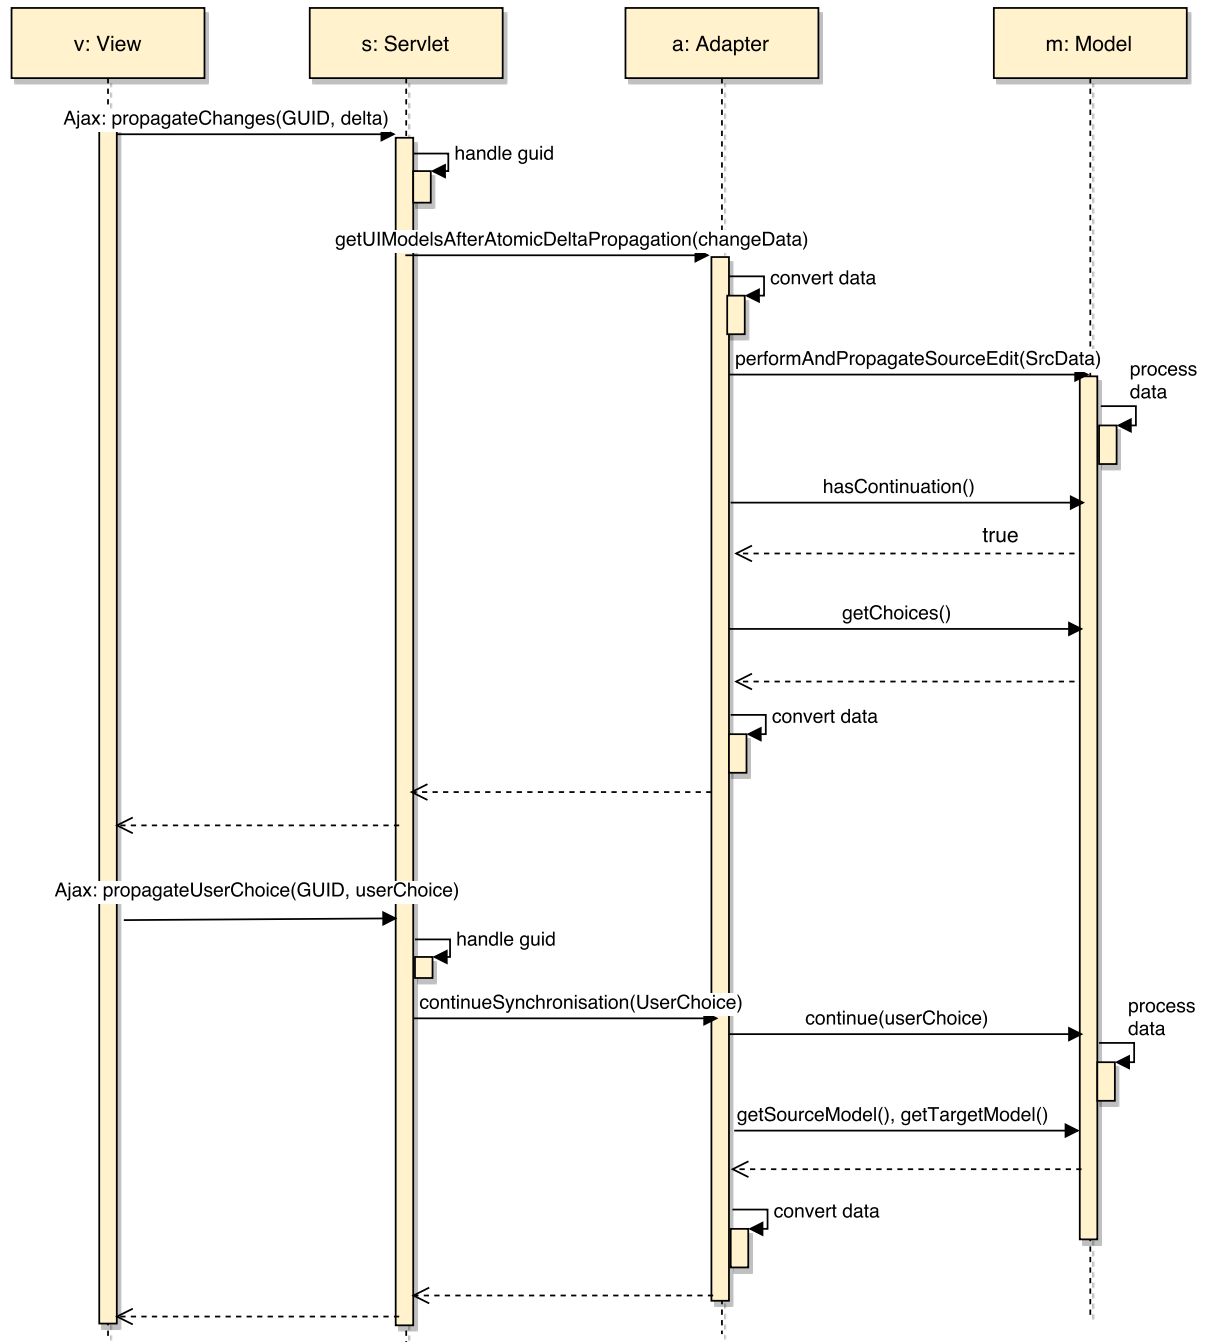 v: View
s: Servlet
a: Adapter
m: Model
Ajax: propagateChanges(GUID, delta)
handle guid
getUIModelsAfterAtomicDeltaPropagation(changeData)
convert data
performAndPropagateSourceEdit(SrcData)
process
data
hasContinuation()
true
getChoices()
convert data
Ajax: propagateUserChoice(GUID, userChoice)
handle guid
continueSynchronisation(UserChoice)
continue(userChoice)
process
data
getSourceModel(), getTargetModel()
convert data